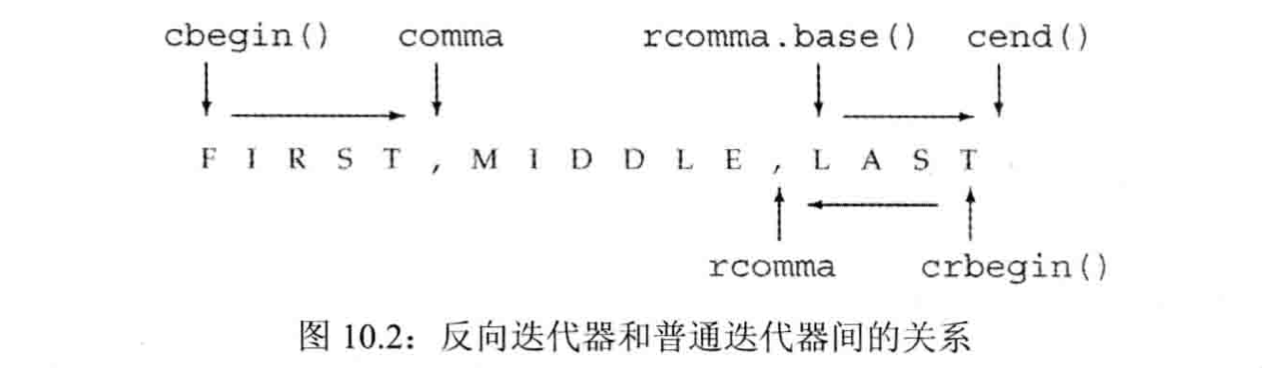 cbegin() comma rcomma.base() cend()
F I R S T , M I D D L E , L A S T
rcomma crbegin()
图 10.2：反向迭代器和普通迭代器间的关系